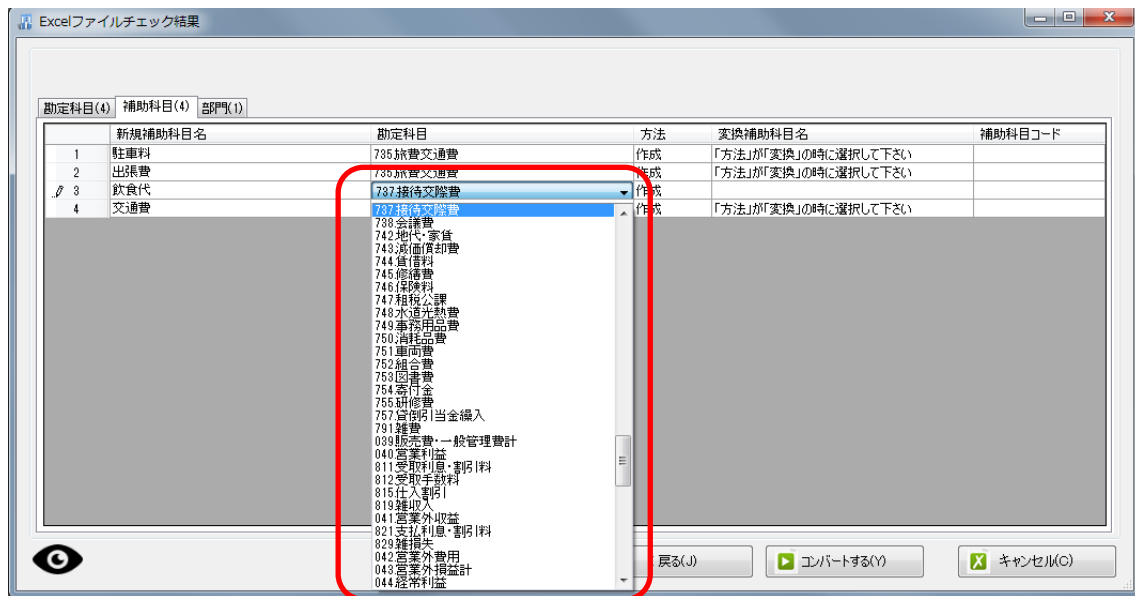 Excelファイルチェック結果
勘定科目(4) 補助科目(4) 部門(1)
新規補助科目名 勘定科目 方法 変換補助科目名 補助科目コード
1 駐車料 735.旅費交通費 作成 「方法」が「変換」の時に選択して下さい
2 出張費 735.旅費交通費 作成 「方法」が「変換」の時に選択して下さい
3 飲食代 737.接待交際費 作成
4 交通費 作成 「方法」が「変換」の時に選択して下さい
737.接待交際費
738.会議費
742.地代・家賃
743.減価償却費
744.賃借料
745.修繕費
746.保険料
747.租税公課
748.水道光熱費
749.事務用品費
750.消耗品費
751.車両費
752.組合費
753.図書費
754.寄付金
755.研修費
757.貸倒引当金繰入
791.雑費
039.販売費・一般管理費計
040.営業利益
811.受取利息・割引料
812.受取手数料
815.仕入割引
819.雑収入
041.営業外収益
821.支払利息・割引料
829.雑損失
042.営業外費用
043.営業外損益計
044.経常利益
戻る(J) コンバートする(Y) キャンセル(C)